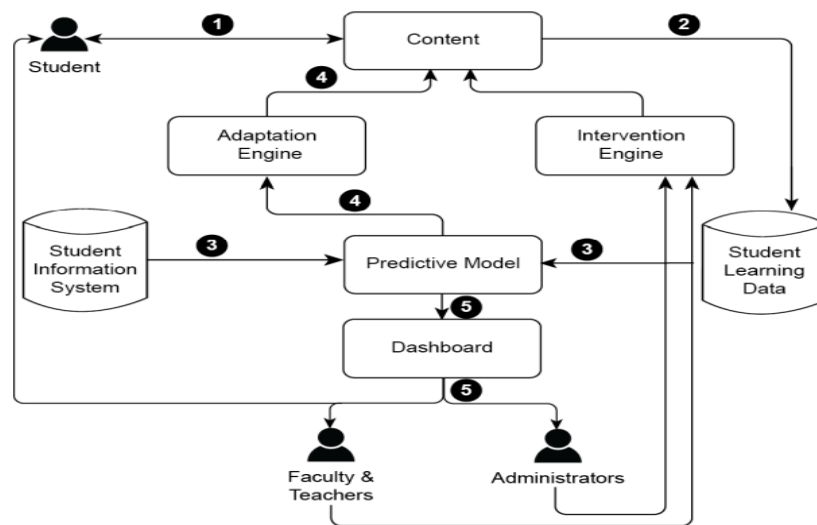 1
Content
2
Student
4
Adaptation
Engine
Intervention
Engine
4
Student
Information
System
3
Predictive Model
3
Student
Learning
Data
5
Dashboard
5
Faculty &
Teachers
Administrators